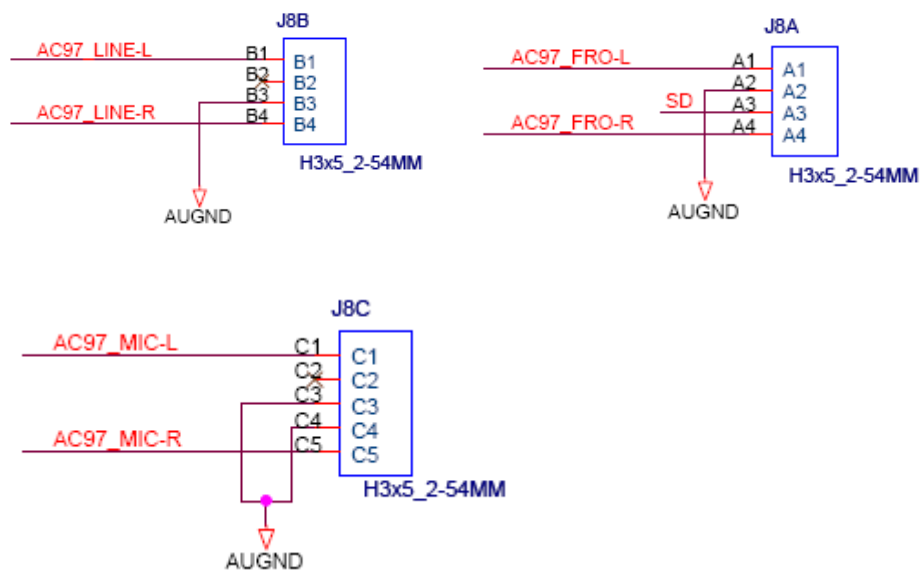 J8B
AC97_LINE-L
B1
B1
B2
B2
B3
B3
AC97_LINE-R
B4
B4
H3x5_2-54MM
AUGND
J8A
AC97_FRO-L
A1
A1
A2
A2
SD
A3
A3
AC97_FRO-R
A4
A4
H3x5_2-54MM
AUGND
J8C
AC97_MIC-L
C1
C1
C2
C2
C3
C3
C4
C4
AC97_MIC-R
C5
C5
H3x5_2-54MM
AUGND